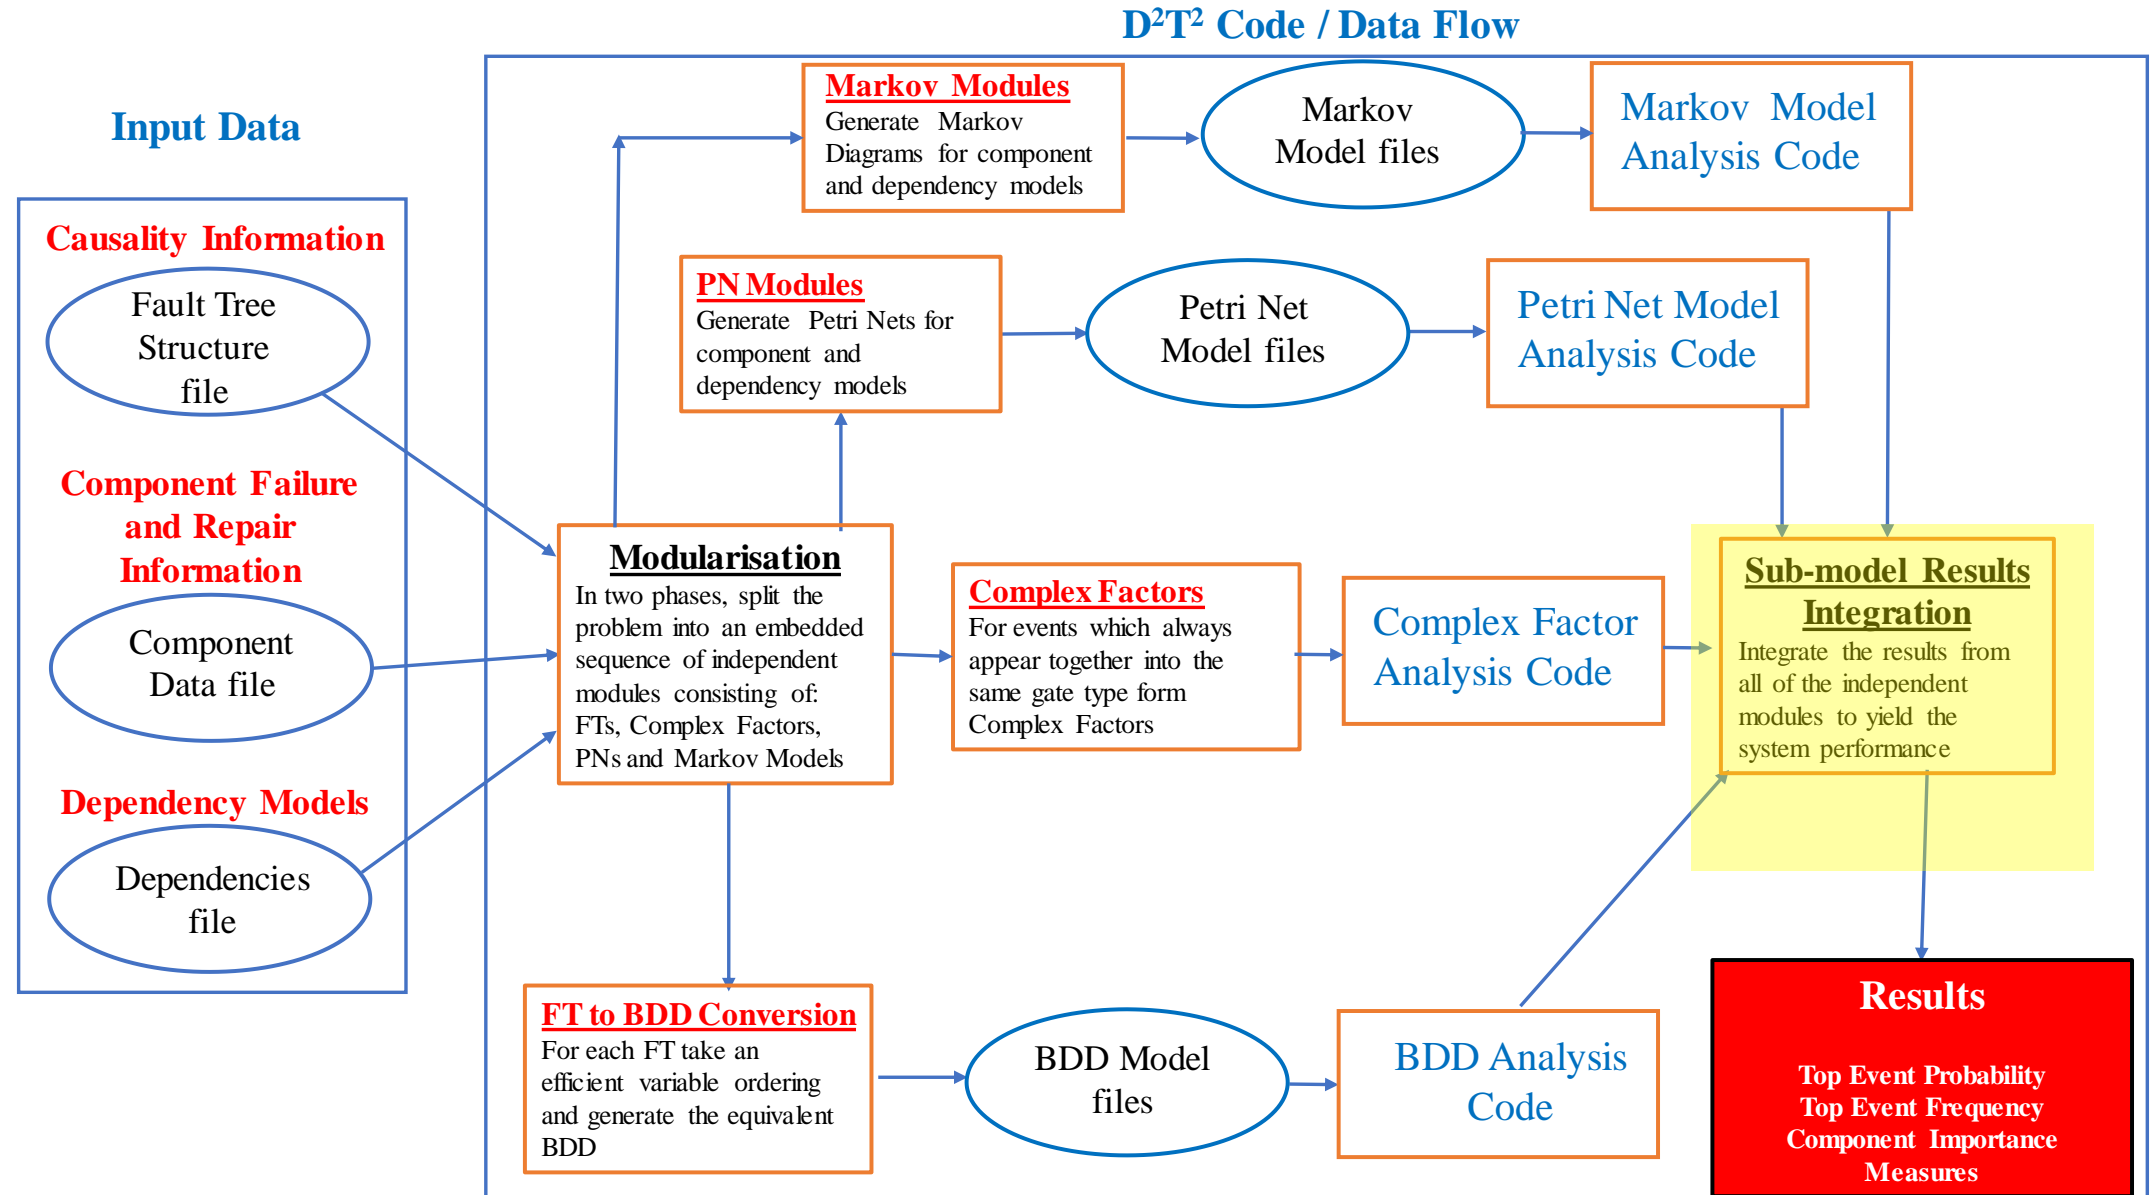 D²T² Code / Data Flow
Input Data
Causality Information
Fault Tree
Structure
file
Component Failure
and Repair
Information
Component
Data file
Dependency Models
Dependencies
file
Markov Modules
Generate Markov
Diagrams for component
and dependency models
Markov
Model files
Markov Model
Analysis Code
PN Modules
Generate Petri Nets for
component and
dependency models
Petri Net
Model files
Petri Net Model
Analysis Code
Modularisation
In two phases, split the
problem into an embedded
sequence of independent
modules consisting of:
FTs, Complex Factors,
PNs and Markov Models
Complex Factors
For events which always
appear together into the
same gate type form
Complex Factors
Complex Factor
Analysis Code
Sub-model Results
Integration
Integrate the results from
all of the independent
modules to yield the
system performance
FT to BDD Conversion
For each FT take an
efficient variable ordering
and generate the equivalent
BDD
BDD Model
files
BDD Analysis
Code
Results
Top Event Probability
Top Event Frequency
Component Importance
Measures